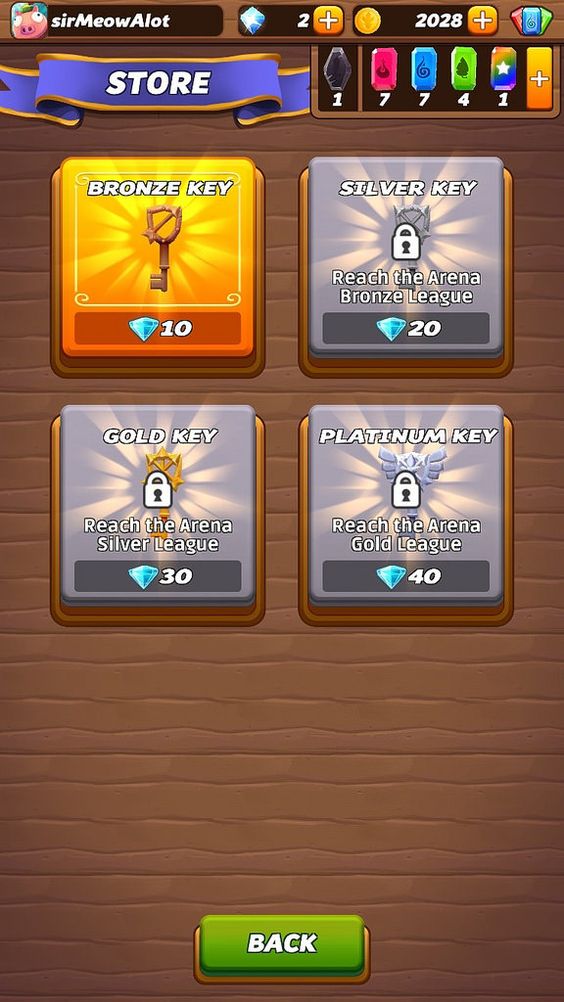 sirMeowAlot
2
2028
STORE
1
7
7
4
1
BRONZE KEY
10
SILVER KEY
Reach the Arena
Bronze League
20
GOLD KEY
Reach the Arena
Silver League
30
PLATINUM KEY
Reach the Arena
Gold League
40
BACK